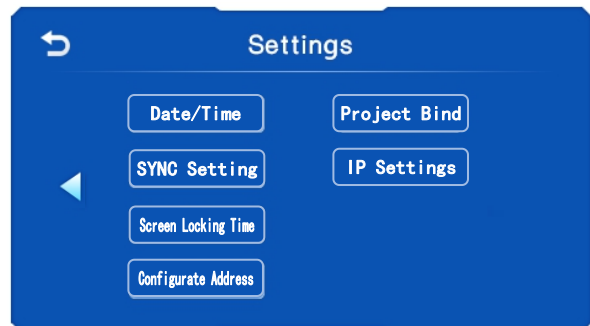 Settings
Date/Time
Project Bind
SYNC Setting
IP Settings
Screen Locking Time
Configurate Address